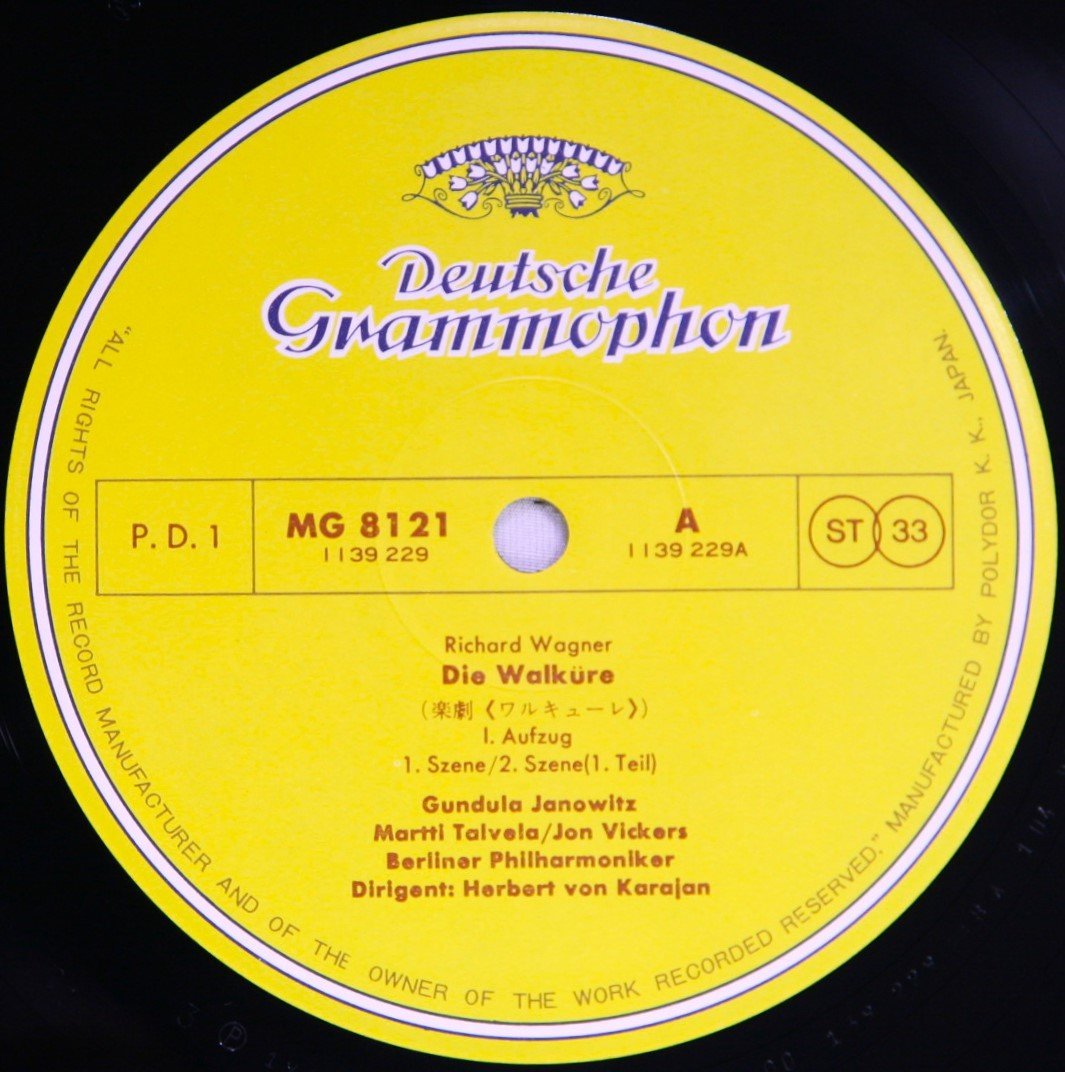 Deutsche
Grammophon
P. D. 1
MG 8121
1139 229
A
1139 229A
ST 33
Richard Wagner
Die Walküre
(楽劇《ワルキューレ》)
I. Aufzug
1. Szene/2. Szene(1. Teil)
Gundula Janowitz
Martti Talvela/Jon Vickers
Berliner Philharmoniker
Dirigent: Herbert von Karajan
"ALL RIGHTS OF THE RECORD MANUFACTURER AND OF THE OWNER OF THE WORK RECORDED RESERVED." MANUFACTURED BY POLYDOR K. K., JAPAN.